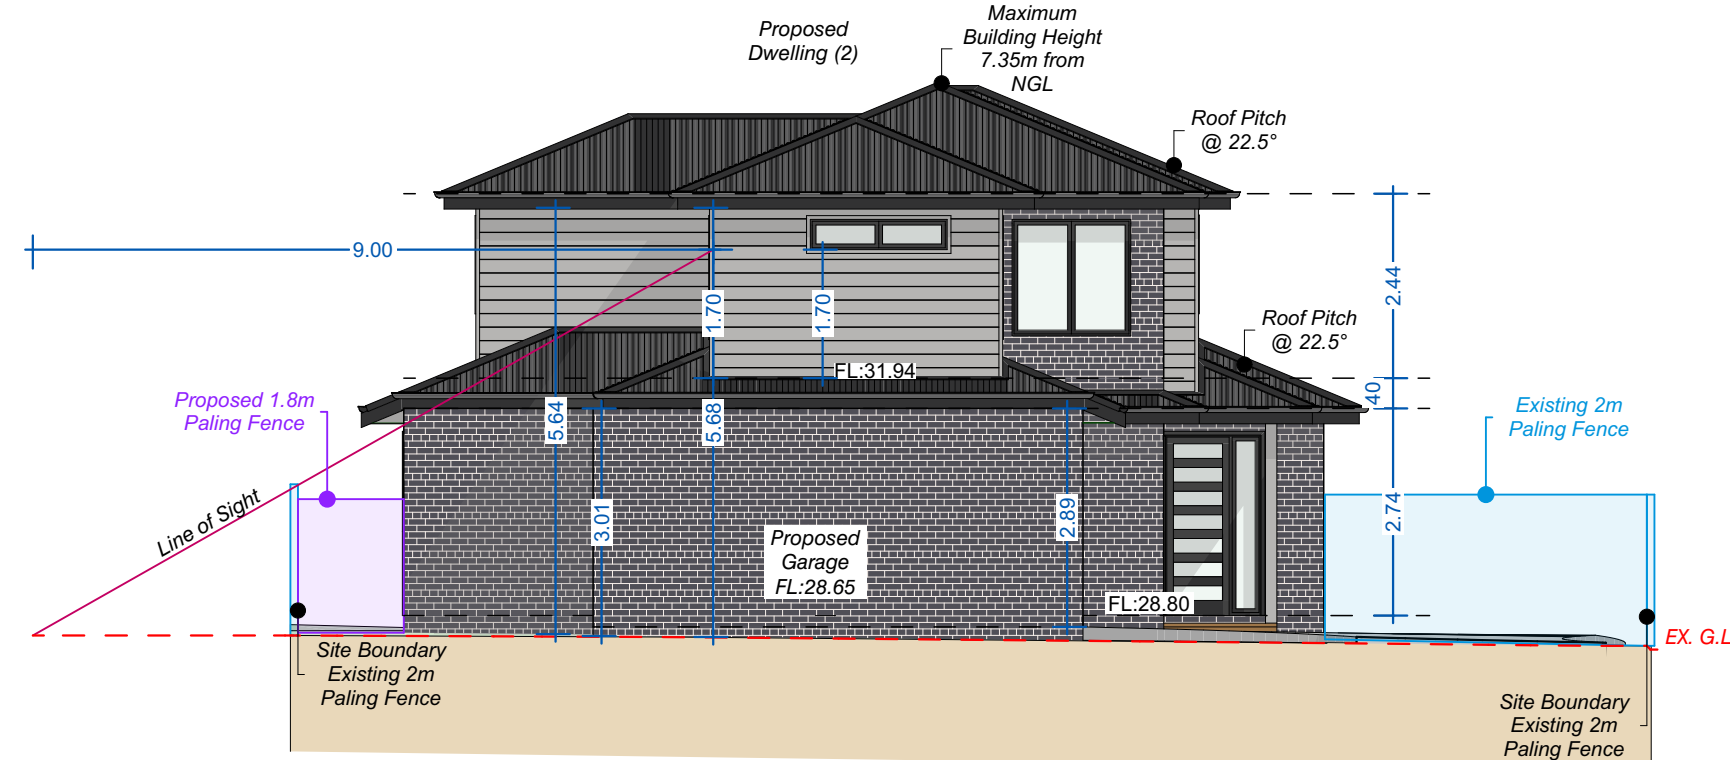 Proposed
Dwelling (2)
Maximum
Building Height
7.35m from
NGL
Roof Pitch
@ 22.5°
9.00
2.44
1.70
1.70
Roof Pitch
@ 22.5°
FL:31.94
40
Proposed 1.8m
Paling Fence
5.64
5.68
Existing 2m
Paling Fence
Line of Sight
3.01
2.89
2.74
Proposed
Garage
FL:28.65
FL:28.80
EX. G.L
Site Boundary
Existing 2m
Paling Fence
Site Boundary
Existing 2m
Paling Fence